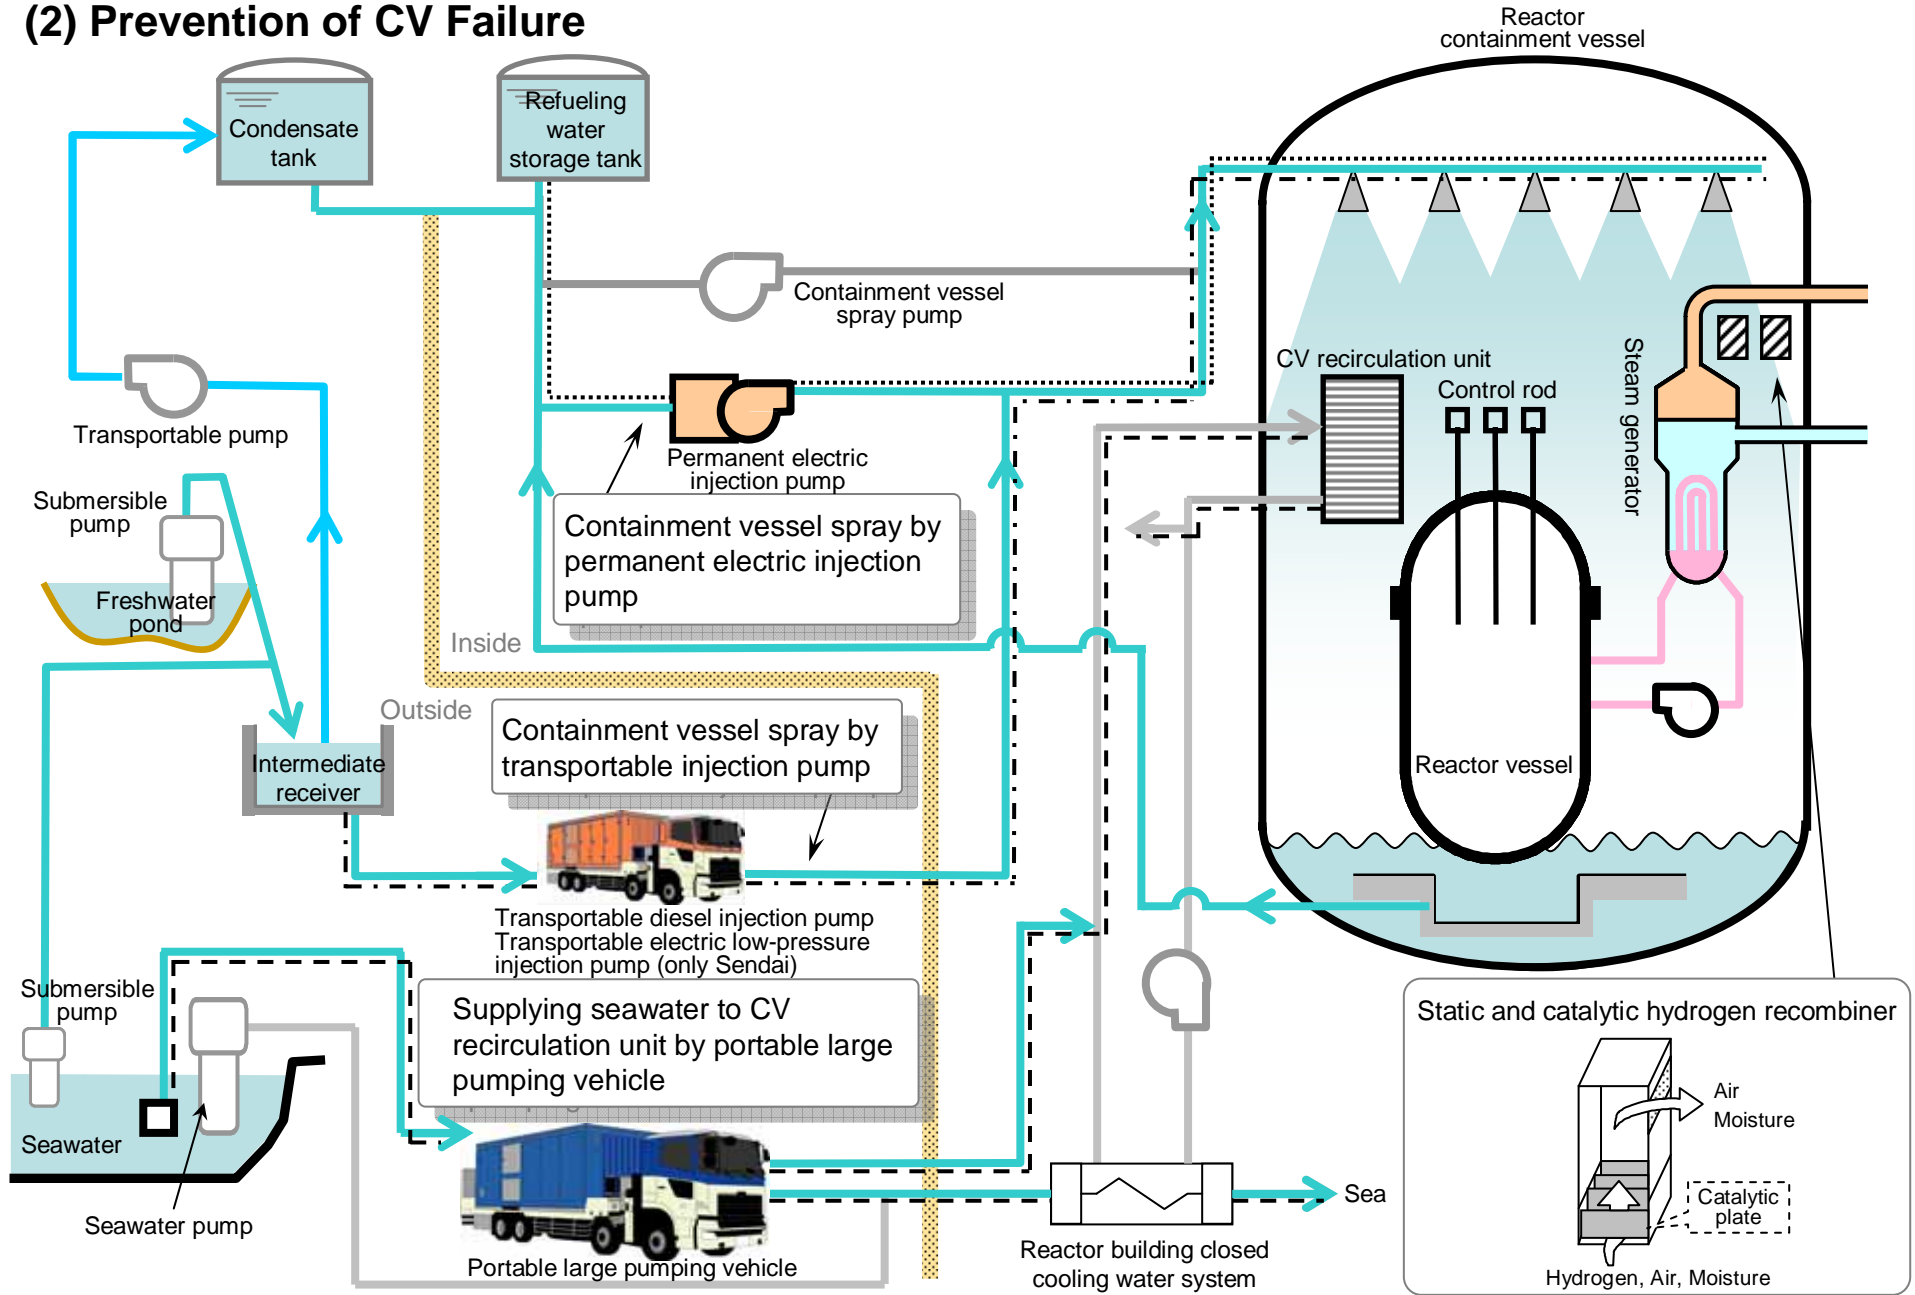 (2) Prevention of CV Failure
Reactor
containment vessel
Condensate
tank
Refueling
water
storage tank
Containment vessel
spray pump
Transportable pump
Permanent electric
injection pump
CV recirculation unit
Control rod
Steam generator
Submersible
pump
Containment vessel spray by
permanent electric injection
pump
Freshwater
pond
Inside
Outside
Containment vessel spray by
transportable injection pump
Intermediate
receiver
Reactor vessel
Transportable diesel injection pump
Transportable electric low-pressure
injection pump (only Sendai)
Submersible
pump
Supplying seawater to CV
recirculation unit by portable large
pumping vehicle
Seawater
Seawater pump
Portable large pumping vehicle
Sea
Reactor building closed
cooling water system
Static and catalytic hydrogen recombiner
Air
Moisture
Catalytic
plate
Hydrogen, Air, Moisture